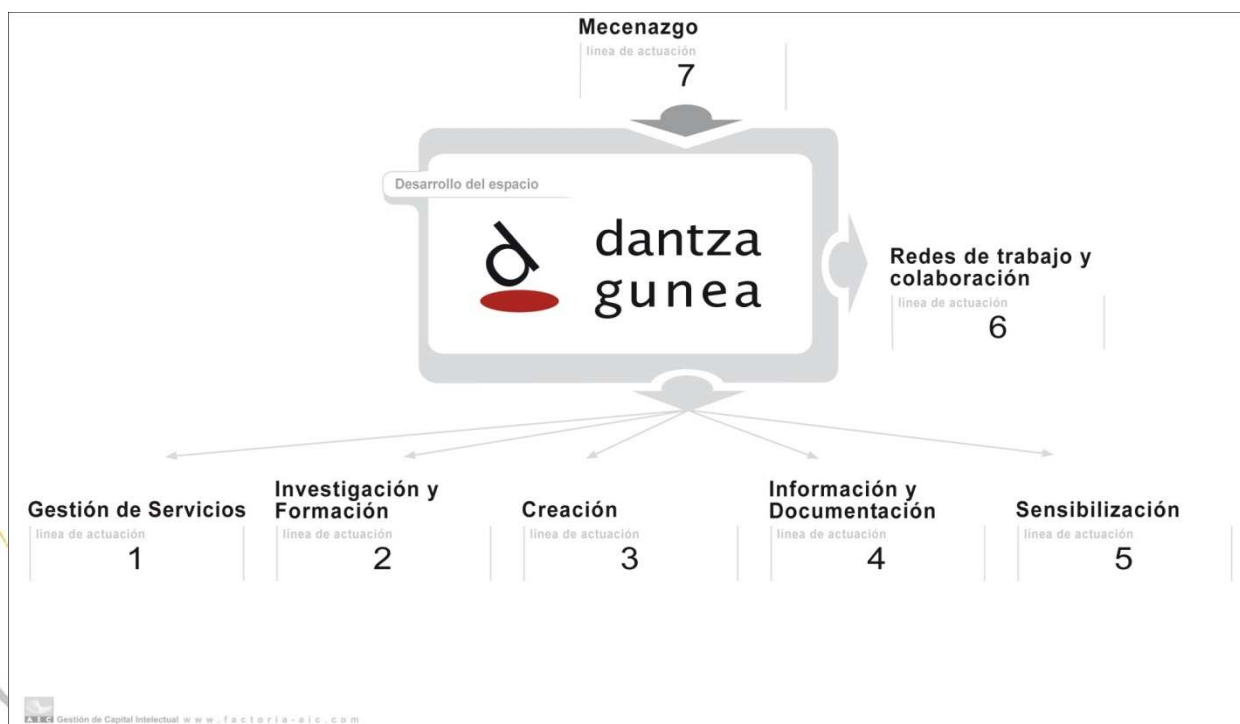 Mecenazgo
línea de actuación
7
Desarrollo del espacio
d
dantza
gunea
Redes de trabajo y
colaboración
línea de actuación
6
Gestión de Servicios
línea de actuación
1
Investigación y
Formación
línea de actuación
2
Creación
línea de actuación
3
Información y
Documentación
línea de actuación
4
Sensibilización
línea de actuación
5
AIC Gestión de Capital Intelectual www.factoria-aic.com